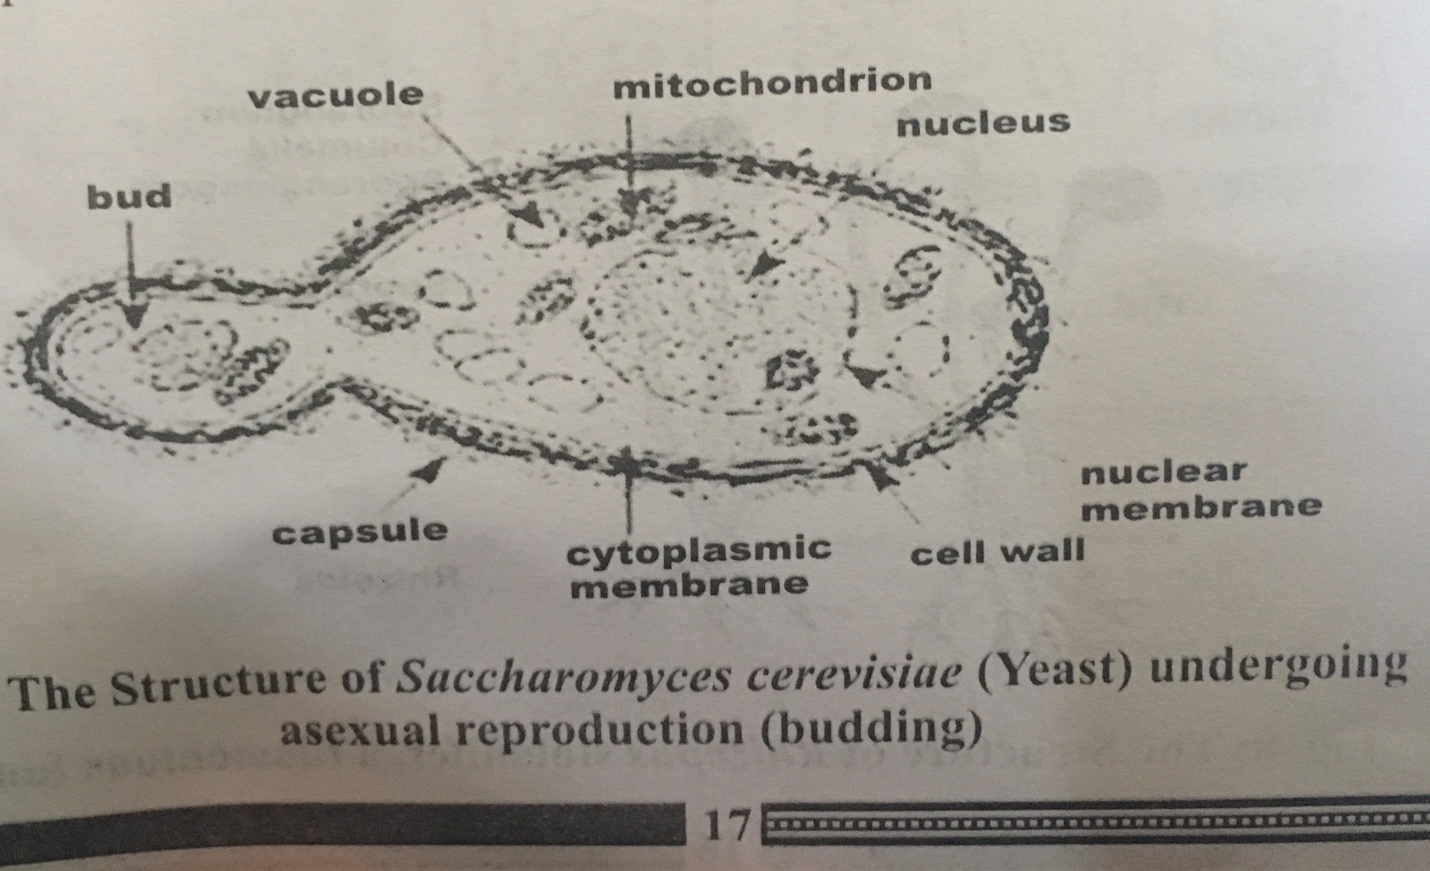 vacuole
mitochondrion
nucleus
bud
nuclear
membrane
capsule
cytoplasmic
membrane
cell wall
The Structure of Saccharomyces cerevisiae (Yeast) undergoing
asexual reproduction (budding)
17